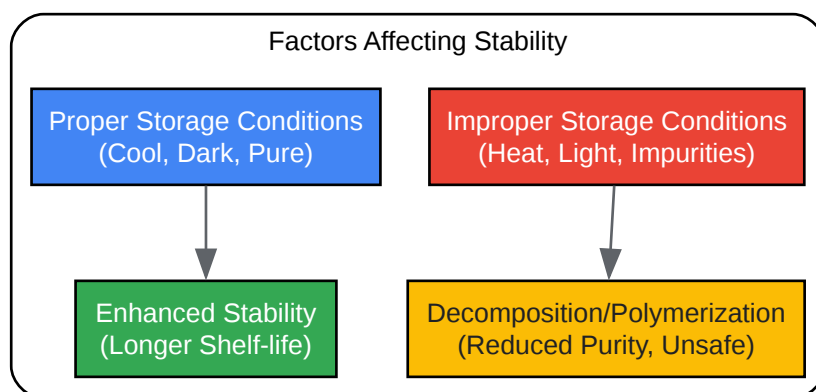 Factors Affecting Stability
Proper Storage Conditions
(Cool, Dark, Pure)
Improper Storage Conditions
(Heat, Light, Impurities)
Enhanced Stability
(Longer Shelf-life)
Decomposition/Polymerization
(Reduced Purity, Unsafe)